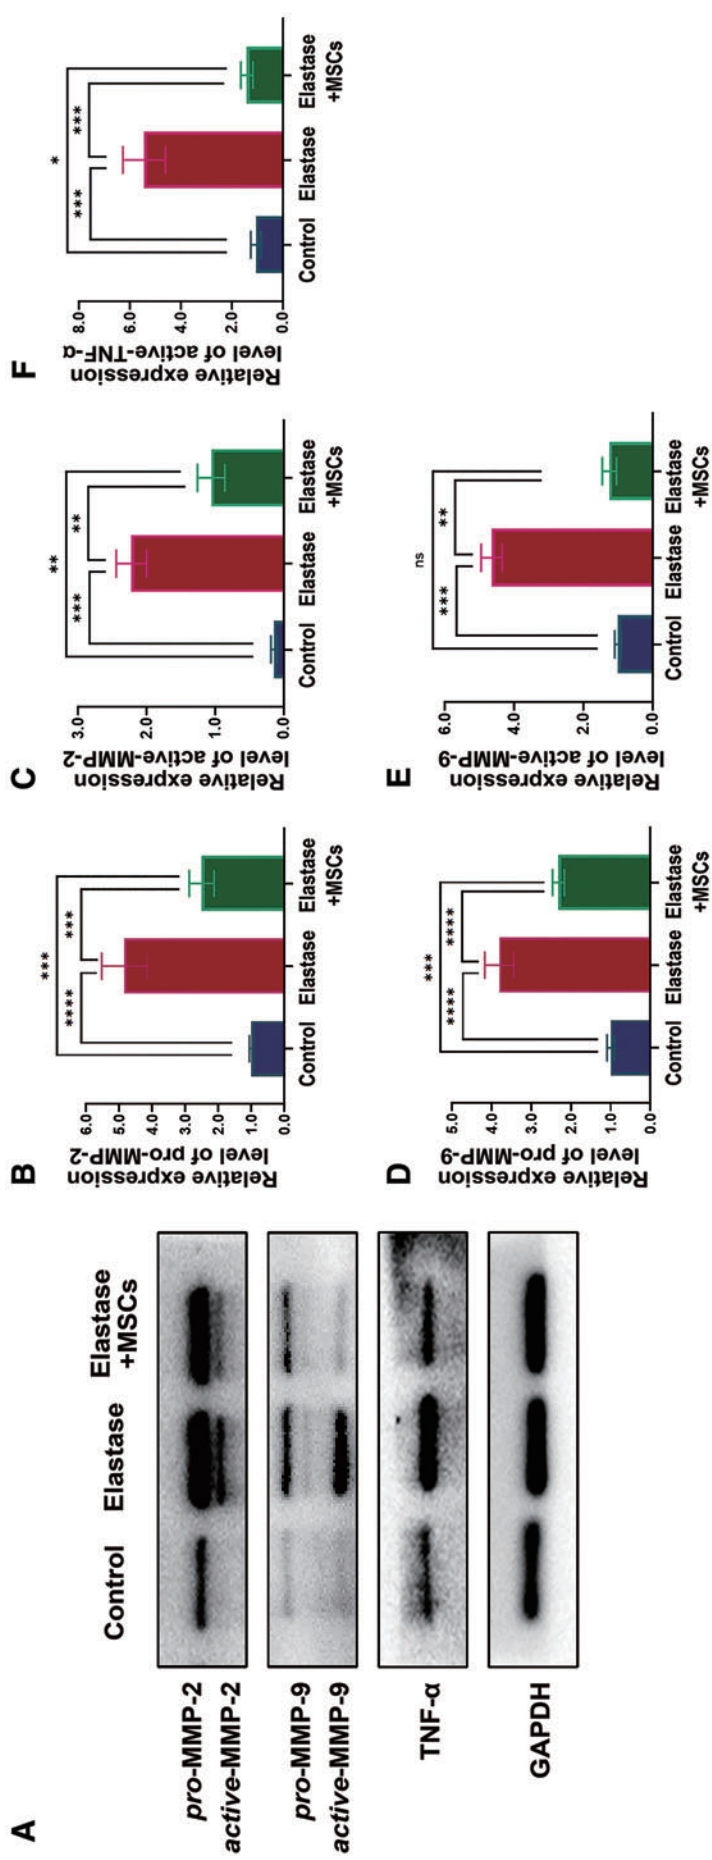 A
Control
Elastase
Elastase
+MSCs
pro-MMP-2
active-MMP-2
pro-MMP-9
active-MMP-9
TNF-α
GAPDH
B
Relative expression
level of pro-MMP-2
6.0
5.0
4.0
3.0
2.0
1.0
0.0
***
****
***
Control
Elastase
Elastase
+MSCs
C
Relative expression
level of active-MMP-2
3.0
2.0
1.0
0.0
**
***
**
Control
Elastase
Elastase
+MSCs
F
Relative expression
level of active-TNF-α
8.0
6.0
4.0
2.0
0.0
*
***
***
Control
Elastase
Elastase
+MSCs
D
Relative expression
level of pro-MMP-9
5.0
4.0
3.0
2.0
1.0
0.0
***
****
****
Control
Elastase
Elastase
+MSCs
E
Relative expression
level of active-MMP-9
6.0
4.0
2.0
0.0
ns
***
**
Control
Elastase
Elastase
+MSCs